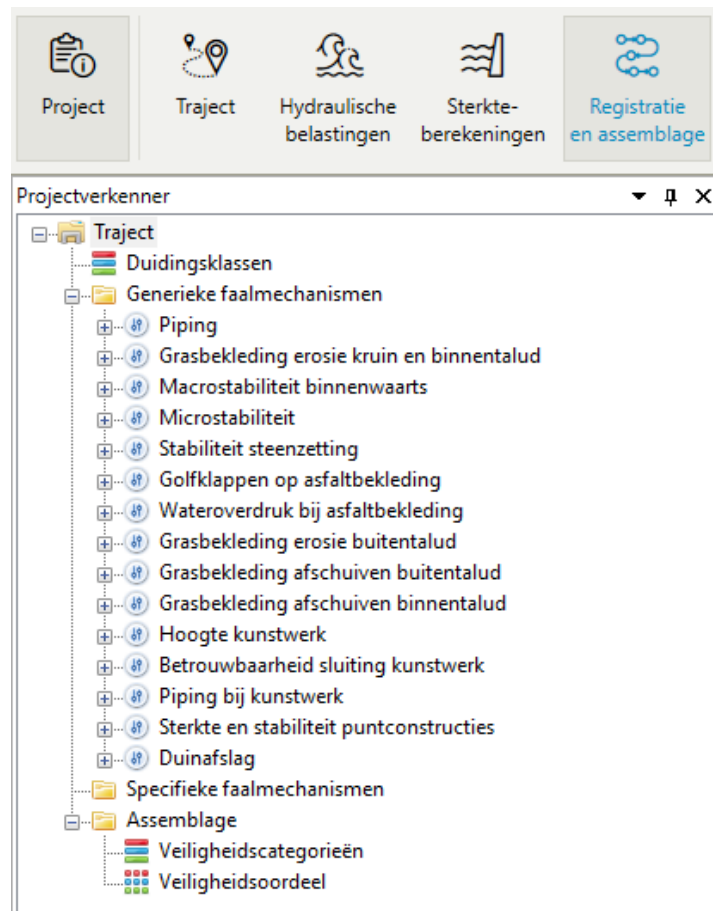 Project
Traject
Hydraulische
belastingen
Sterkte-
berekeningen
Registratie
en assemblage
Projectverkenner
Traject
Duidingsklassen
Generieke faalmechanismen
Piping
Grasbekleding erosie kruin en binnentalud
Macrostabiliteit binnenwaarts
Microstabiliteit
Stabiliteit steenzetting
Golfklappen op asfaltbekleding
Wateroverdruk bij asfaltbekleding
Grasbekleding erosie buitentalud
Grasbekleding afschuiven buitentalud
Grasbekleding afschuiven binnentalud
Hoogte kunstwerk
Betrouwbaarheid sluiting kunstwerk
Piping bij kunstwerk
Sterkte en stabiliteit puntconstructies
Duinafslag
Specifieke faalmechanismen
Assemblage
Veiligheidscategorieën
Veiligheidsoordeel